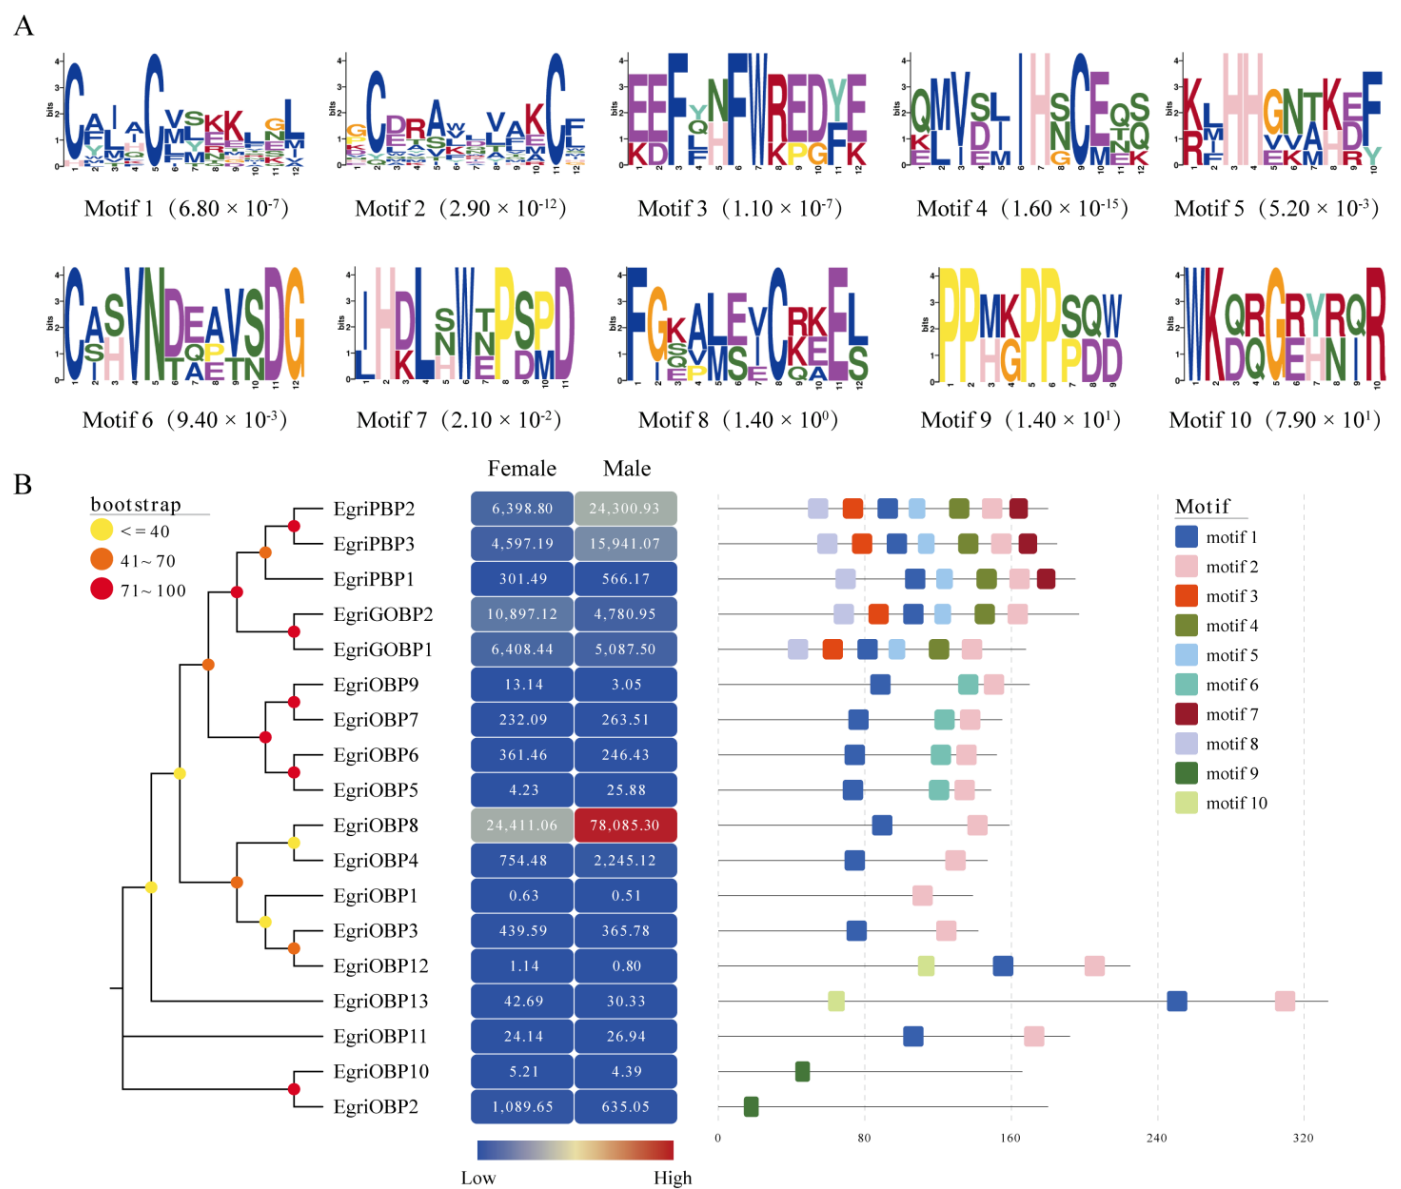 A
Motif 1 (6.80 × 10-7)
Motif 2 (2.90 × 10-12)
Motif 3 (1.10 × 10-7)
Motif 4 (1.60 × 10-15)
Motif 5 (5.20 × 10-3)
Motif 6 (9.40 × 10-3)
Motif 7 (2.10 × 10-2)
Motif 8 (1.40 × 100)
Motif 9 (1.40 × 101)
Motif 10 (7.90 × 101)
B
bootstrap
<= 40
41~ 70
71~ 100
Female Male
EgriPBP2 6,398.80 24,300.93
EgriPBP3 4,597.19 15,941.07
EgriPBP1 301.49 566.17
EgriGOBP2 10,897.12 4,780.95
EgriGOBP1 6,408.44 5,087.50
EgriOBP9 13.14 3.05
EgriOBP7 232.09 263.51
EgriOBP6 361.46 246.43
EgriOBP5 4.23 25.88
EgriOBP8 24,411.06 78,085.30
EgriOBP4 754.48 2,245.12
EgriOBP1 0.63 0.51
EgriOBP3 439.59 365.78
EgriOBP12 1.14 0.80
EgriOBP13 42.69 30.33
EgriOBP11 24.14 26.94
EgriOBP10 5.21 4.39
EgriOBP2 1,089.65 635.05
Low High
0 80 160 240 320
Motif
motif 1
motif 2
motif 3
motif 4
motif 5
motif 6
motif 7
motif 8
motif 9
motif 10